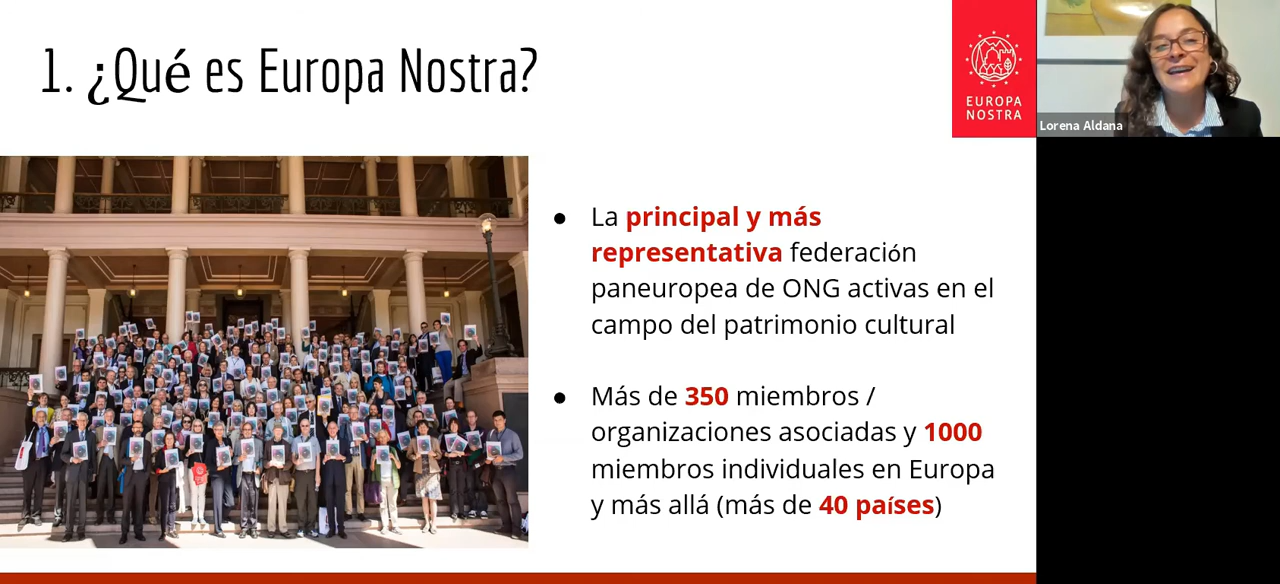 1. ¿Qué es Europa Nostra?
EUROPA
NOSTRA
Lorena Aldana
● La principal y más
representativa federación
paneuropea de ONG activas en el
campo del patrimonio cultural
● Más de 350 miembros /
organizaciones asociadas y 1000
miembros individuales en Europa
y más allá (más de 40 países)